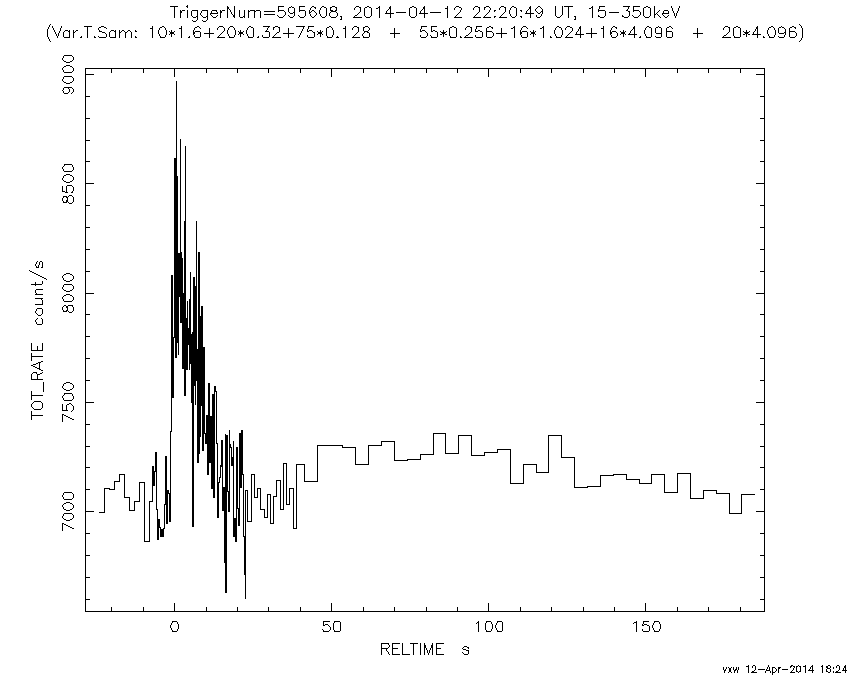 TriggerNum=595608, 2014-04-12 22:20:49 UT, 15-350keV
(Var.T.Sam: 10*1.6+20*0.32+75*0.128 + 55*0.256+16*1.024+16*4.096 + 20*4.096)
9000
8500
8000
7500
7000
TOT_RATE count/s
0 50 100 150
RELTIME s
vxw 12-Apr-2014 18:24